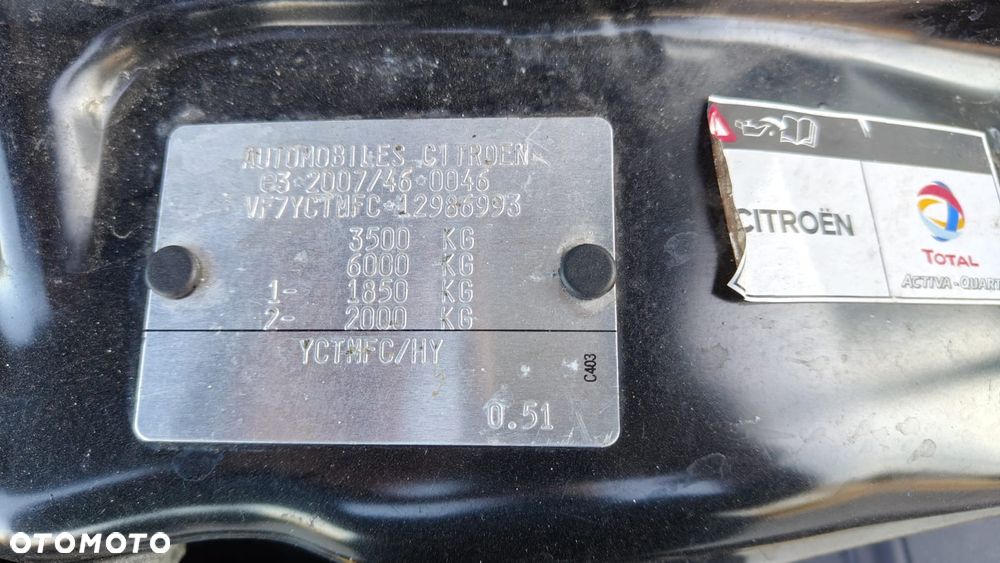 AUTOMOBILES CITROEN
e3*2007/46*0046
VF7YCTMFC*12986993
3500 KG
6000 KG
1- 1850 KG
2- 2000 KG
YCTMFC/HY
C403
0.51
CITROËN
TOTAL
ACTIVA-QUART
OTOMOTO